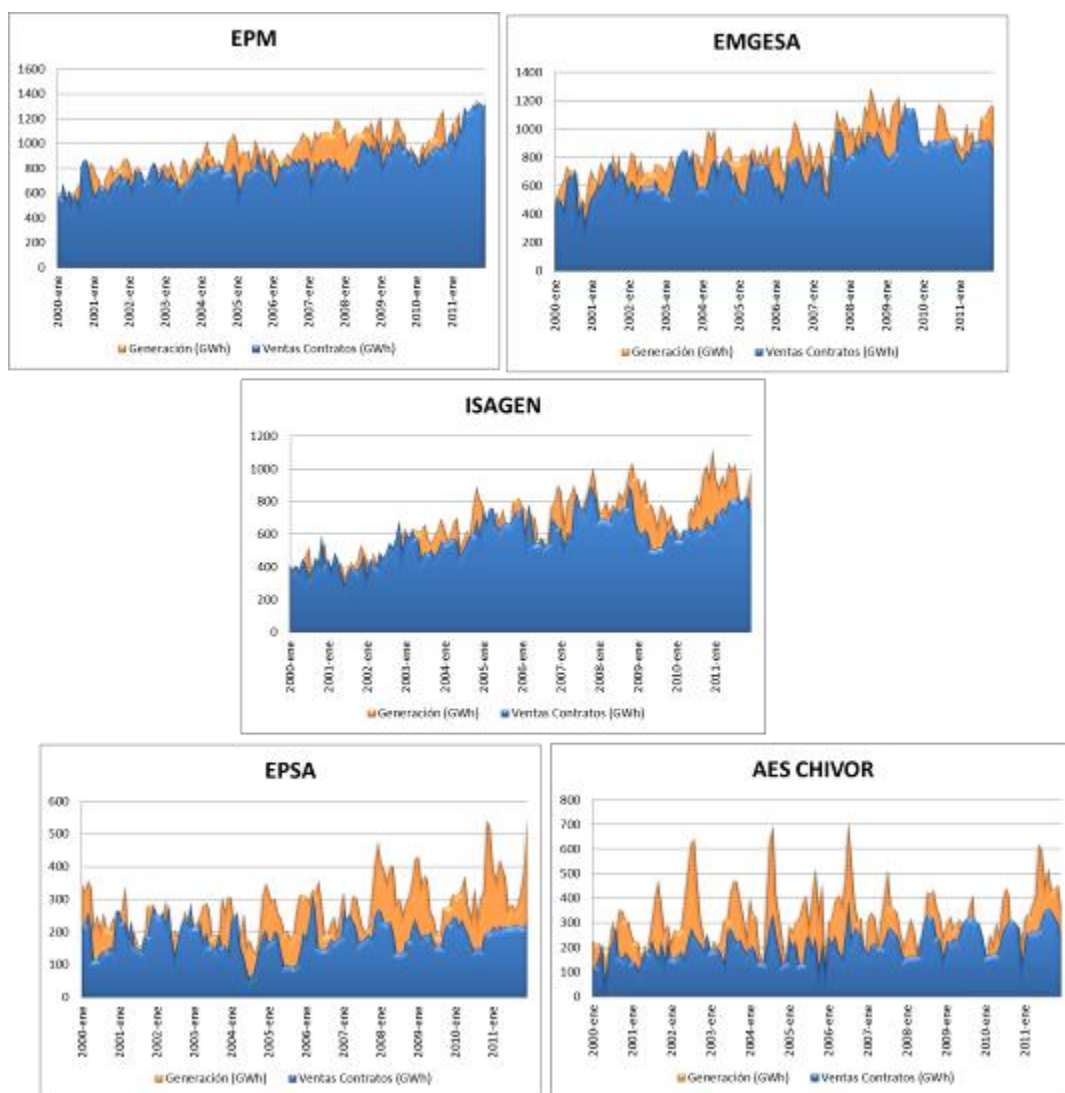 EPM
1600
1400
1200
1000
800
600
400
200
0
2000-ene
2001-ene
2002-ene
2003-ene
2004-ene
2005-ene
2006-ene
2007-ene
2008-ene
2009-ene
2010-ene
2011-ene
Generación (GWh) Ventas Contratos (GWh)
EMGESA
1400
1200
1000
800
600
400
200
0
2000-ene
2001-ene
2002-ene
2003-ene
2004-ene
2005-ene
2006-ene
2007-ene
2008-ene
2009-ene
2010-ene
2011-ene
Generación (GWh) Ventas Contratos (GWh)
ISAGEN
1200
1000
800
600
400
200
0
2000-ene
2001-ene
2002-ene
2003-ene
2004-ene
2005-ene
2006-ene
2007-ene
2008-ene
2009-ene
2010-ene
2011-ene
Generación (GWh) Ventas Contratos (GWh)
EPSA
600
500
400
300
200
100
0
2000-ene
2001-ene
2002-ene
2003-ene
2004-ene
2005-ene
2006-ene
2007-ene
2008-ene
2009-ene
2010-ene
2011-ene
Generación (GWh) Ventas Contratos (GWh)
AES CHIVOR
800
700
600
500
400
300
200
100
0
2000-ene
2001-ene
2002-ene
2003-ene
2004-ene
2005-ene
2006-ene
2007-ene
2008-ene
2009-ene
2010-ene
2011-ene
Generación (GWh) Ventas Contratos (GWh)